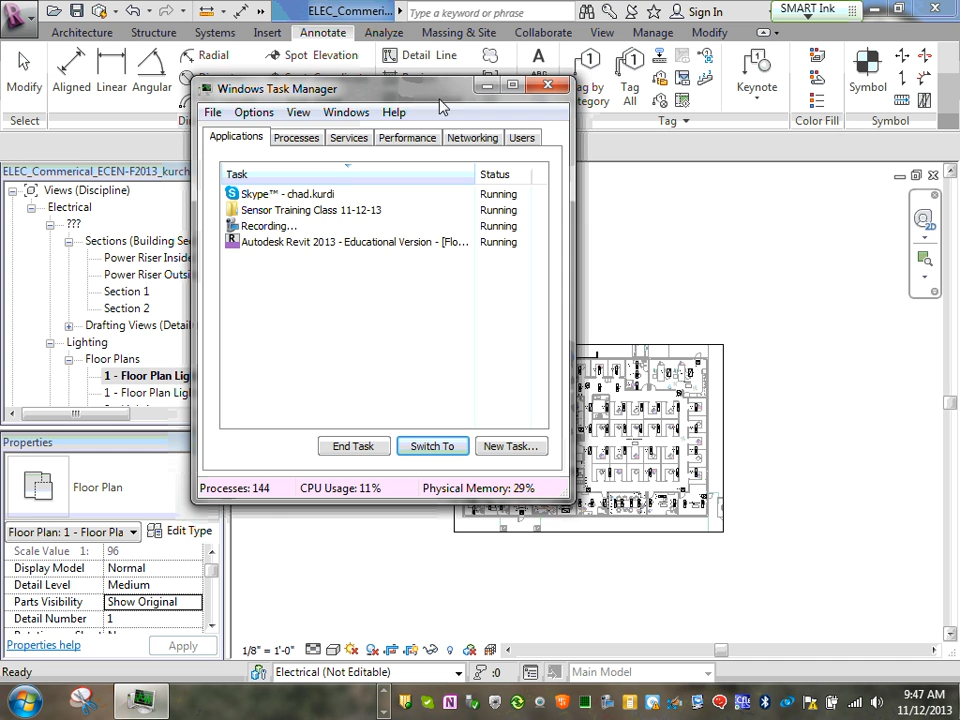 ELEC_Commerical_...
Type a keyword or phrase
Sign In
SMART Ink
Architecture
Structure
Systems
Insert
Annotate
Analyze
Massing & Site
Collaborate
View
Manage
Modify
Modify
Aligned
Linear
Angular
Radial
Spot Elevation
Detail Line
Tag by
Category
Tag
All
Keynote
Symbol
Select
Tag
Color Fill
Symbol
Windows Task Manager
File
Options
View
Windows
Help
Applications
Processes
Services
Performance
Networking
Users
Task
Status
Skype™ - chad.kurdi
Running
Sensor Training Class 11-12-13
Running
Recording...
Running
Autodesk Revit 2013 - Educational Version - [Flo...
Running
End Task
Switch To
New Task...
Processes: 144
CPU Usage: 11%
Physical Memory: 29%
ELEC_Commerical_ECEN-F2013_kurch
Views (Discipline)
Electrical
???
Sections (Building Se
Power Riser Inside
Power Riser Outsi
Section 1
Section 2
Drafting Views (Detai
Lighting
Floor Plans
1 - Floor Plan Lig
1 - Floor Plan Lig
Properties
Floor Plan
Floor Plan: 1 - Floor Pla
Edit Type
Scale Value 1:
96
Display Model
Normal
Detail Level
Medium
Parts Visibility
Show Original
Detail Number
1
Properties help
Apply
1/8" = 1'-0"
Ready
Electrical (Not Editable)
:0
Main Model
9:47 AM
11/12/2013